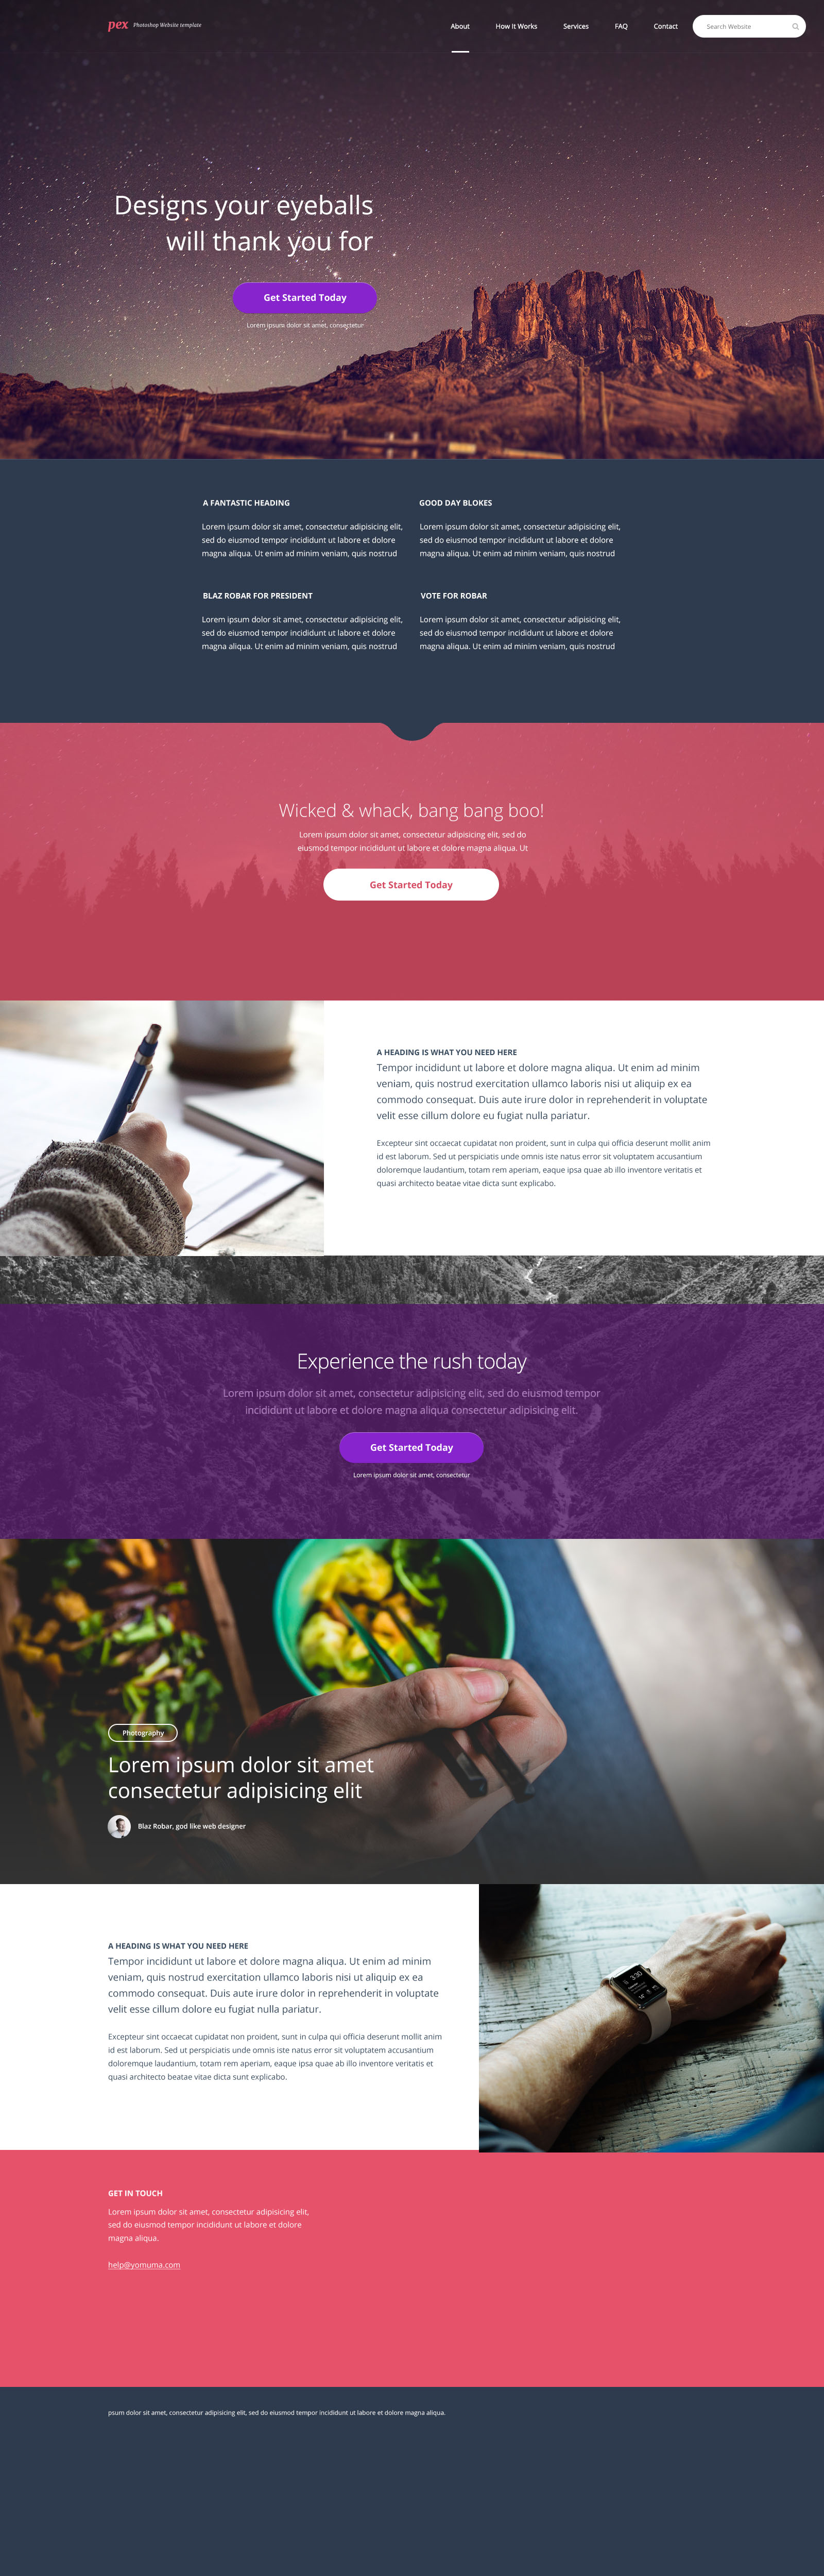 pex Photoshop Website template
About How It Works Services FAQ Contact Search Website
Designs your eyeballs
will thank you for
Get Started Today
Lorem ipsum dolor sit amet, consectetur
A FANTASTIC HEADING
Lorem ipsum dolor sit amet, consectetur adipisicing elit,
sed do eiusmod tempor incididunt ut labore et dolore
magna aliqua. Ut enim ad minim veniam, quis nostrud
GOOD DAY BLOKES
Lorem ipsum dolor sit amet, consectetur adipisicing elit,
sed do eiusmod tempor incididunt ut labore et dolore
magna aliqua. Ut enim ad minim veniam, quis nostrud
BLAZ ROBAR FOR PRESIDENT
Lorem ipsum dolor sit amet, consectetur adipisicing elit,
sed do eiusmod tempor incididunt ut labore et dolore
magna aliqua. Ut enim ad minim veniam, quis nostrud
VOTE FOR ROBAR
Lorem ipsum dolor sit amet, consectetur adipisicing elit,
sed do eiusmod tempor incididunt ut labore et dolore
magna aliqua. Ut enim ad minim veniam, quis nostrud
Wicked & whack, bang bang boo!
Lorem ipsum dolor sit amet, consectetur adipisicing elit, sed do
eiusmod tempor incididunt ut labore et dolore magna aliqua. Ut
Get Started Today
A HEADING IS WHAT YOU NEED HERE
Tempor incididunt ut labore et dolore magna aliqua. Ut enim ad minim
veniam, quis nostrud exercitation ullamco laboris nisi ut aliquip ex ea
commodo consequat. Duis aute irure dolor in reprehenderit in voluptate
velit esse cillum dolore eu fugiat nulla pariatur.
Excepteur sint occaecat cupidatat non proident, sunt in culpa qui officia deserunt mollit anim
id est laborum. Sed ut perspiciatis unde omnis iste natus error sit voluptatem accusantium
doloremque laudantium, totam rem aperiam, eaque ipsa quae ab illo inventore veritatis et
quasi architecto beatae vitae dicta sunt explicabo.
Experience the rush today
Lorem ipsum dolor sit amet, consectetur adipisicing elit, sed do eiusmod tempor
incididunt ut labore et dolore magna aliqua consectetur adipisicing elit.
Get Started Today
Lorem ipsum dolor sit amet, consectetur
Photography
Lorem ipsum dolor sit amet
consectetur adipisicing elit
Blaz Robar, god like web designer
A HEADING IS WHAT YOU NEED HERE
Tempor incididunt ut labore et dolore magna aliqua. Ut enim ad minim
veniam, quis nostrud exercitation ullamco laboris nisi ut aliquip ex ea
commodo consequat. Duis aute irure dolor in reprehenderit in voluptate
velit esse cillum dolore eu fugiat nulla pariatur.
Excepteur sint occaecat cupidatat non proident, sunt in culpa qui officia deserunt mollit anim
id est laborum. Sed ut perspiciatis unde omnis iste natus error sit voluptatem accusantium
doloremque laudantium, totam rem aperiam, eaque ipsa quae ab illo inventore veritatis et
quasi architecto beatae vitae dicta sunt explicabo.
3:30
GET IN TOUCH
Lorem ipsum dolor sit amet, consectetur adipisicing elit,
sed do eiusmod tempor incididunt ut labore et dolore
magna aliqua.
help@yomuma.com
psum dolor sit amet, consectetur adipisicing elit, sed do eiusmod tempor incididunt ut labore et dolore magna aliqua.